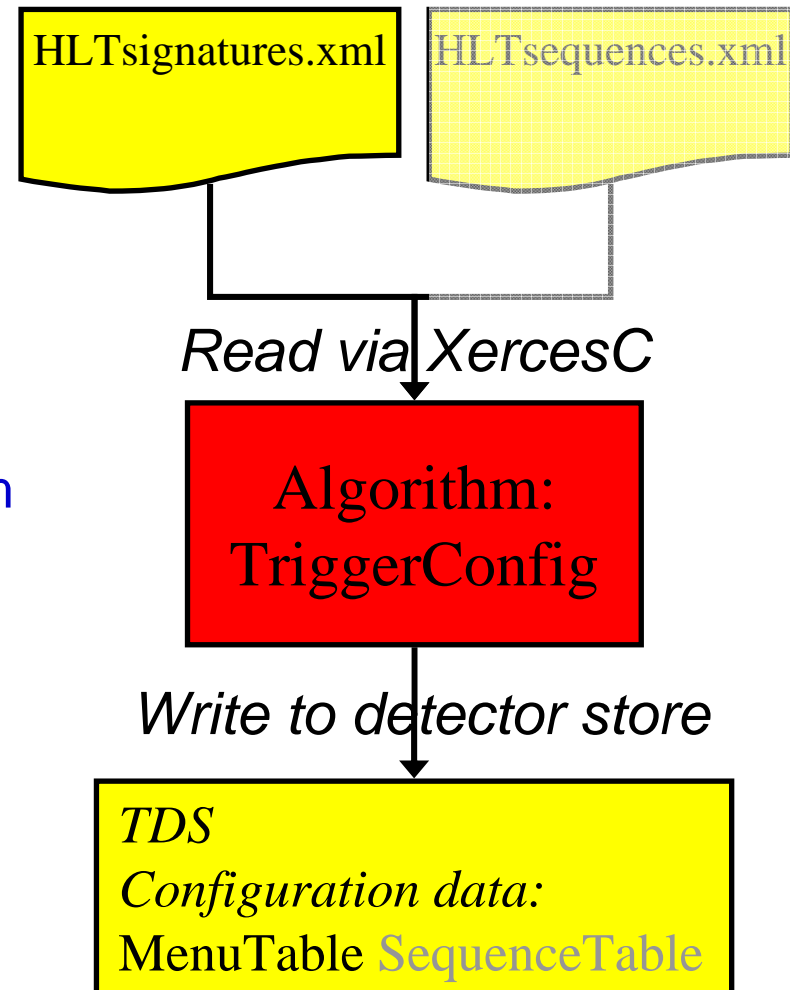 HLTsignatures.xml HLTsequences.xml
Read via XercesC
n
Algorithm:
TriggerConfig
Write to detector store
TDS
Configuration data:
MenuTable SequenceTable